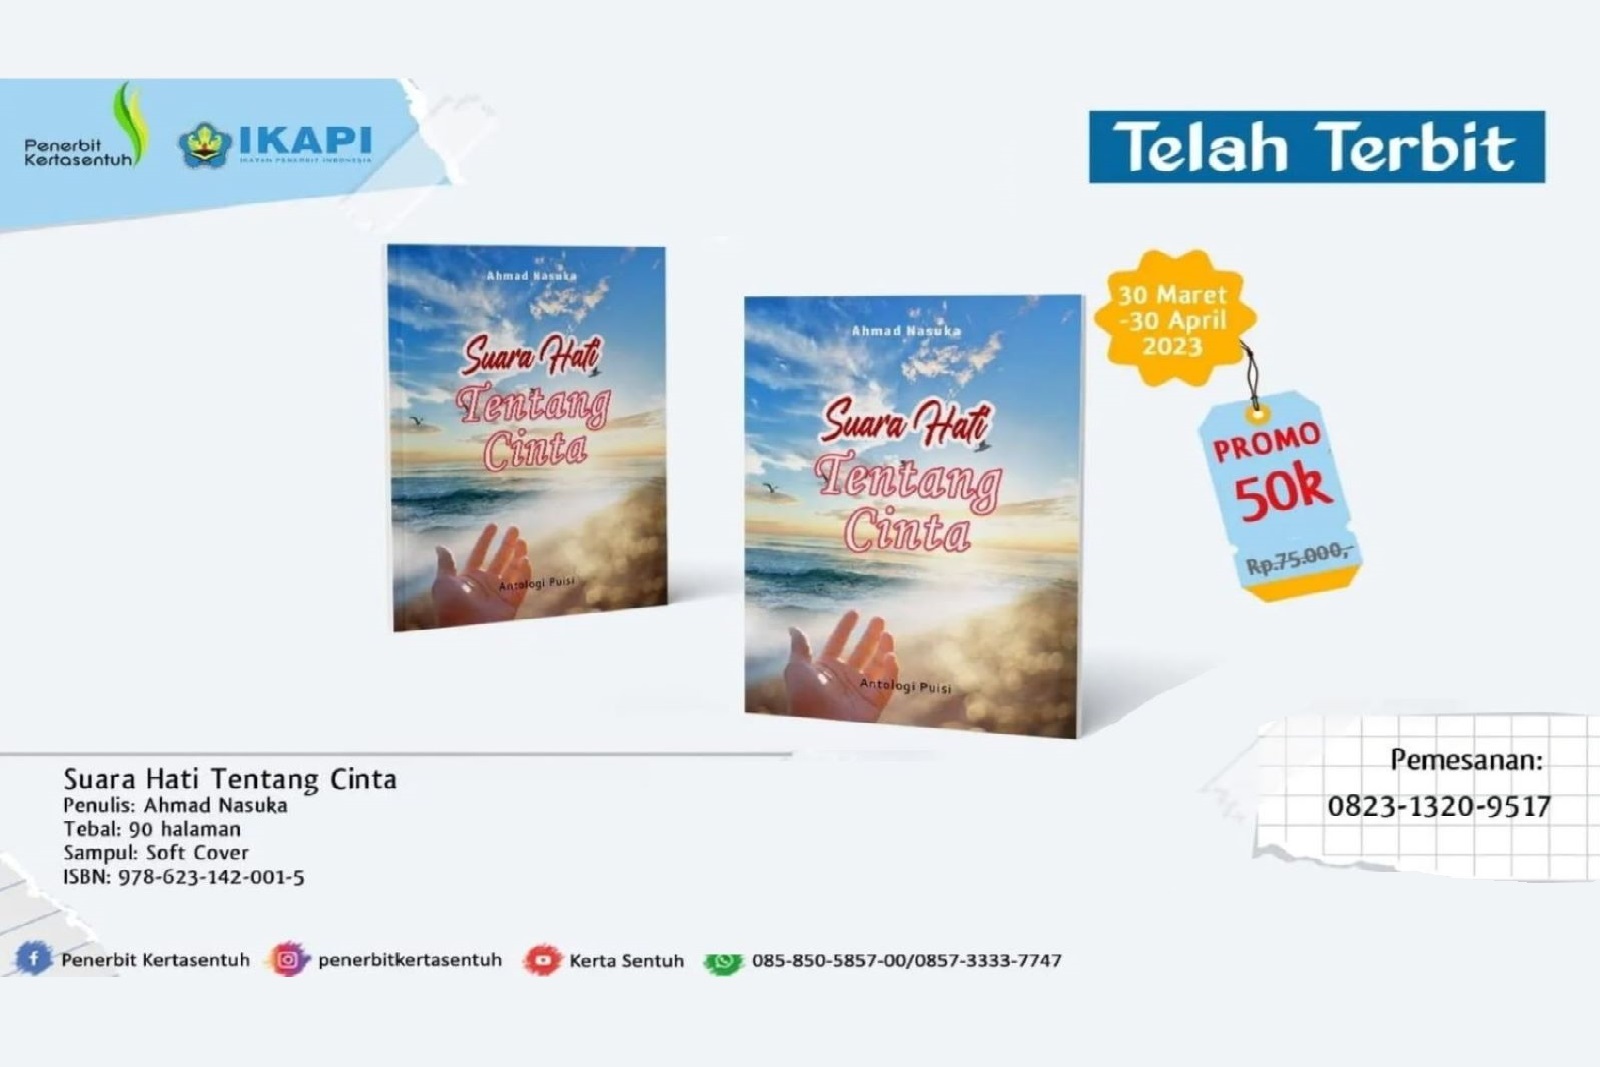 Penerbit
Kertasentuh
IKAPI
IKATAN PENERBIT INDONESIA
Telah Terbit
Ahmad Nasuka
Suara Hati
Tentang
Cinta
Antologi Puisi
Ahmad Nasuka
Suara Hati
Tentang
Cinta
Antologi Puisi
30 Maret
-30 April
2023
PROMO
50k
Rp.75.000,-
Suara Hati Tentang Cinta
Penulis: Ahmad Nasuka
Tebal: 90 halaman
Sampul: Soft Cover
ISBN: 978-623-142-001-5
Pemesanan:
0823-1320-9517
Penerbit Kertasentuh penerbitkertasentuh Kerta Sentuh 085-850-5857-00/0857-3333-7747